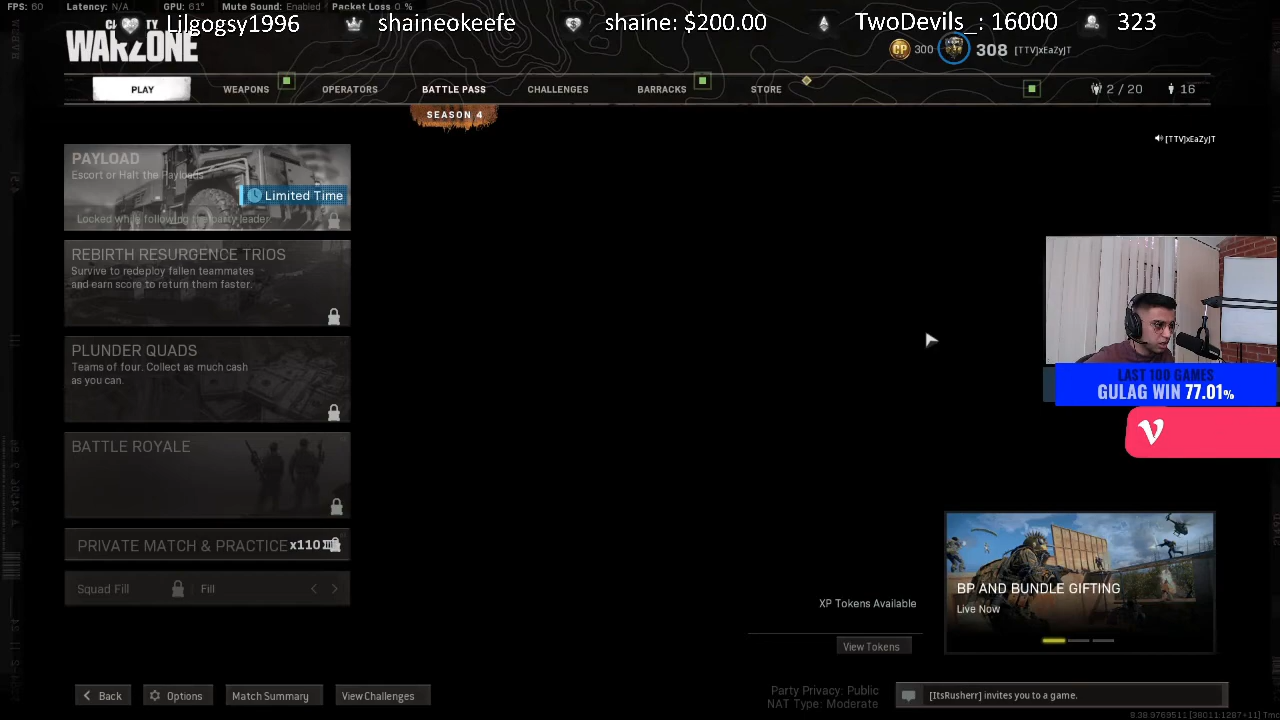 FPS: 60 Latency: N/A GPU: 61° Mute Sound: Enabled Packet Loss 0 %
Lilgogsy1996 shaineokeefe shaine: $200.00 TwoDevils_: 16000 323
WARZONE
CP 300 308 [TTV]xEaZyJT
PLAY WEAPONS OPERATORS BATTLE PASS CHALLENGES BARRACKS STORE 2 / 20 16
SEASON 4
[TTV]xEaZyJT
PAYLOAD
Escort or Halt the Payloads
Limited Time
Locked while following the party leader.
REBIRTH RESURGENCE TRIOS
Survive to redeploy fallen teammates
and earn score to return them faster.
PLUNDER QUADS
Teams of four. Collect as much cash
as you can.
LAST 100 GAMES
GULAG WIN 77.01%
BATTLE ROYALE
PRIVATE MATCH & PRACTICE x110
Squad Fill Fill
BP AND BUNDLE GIFTING
Live Now
XP Tokens Available
View Tokens
Back Options Match Summary View Challenges
Party Privacy: Public
NAT Type: Moderate
[ItsRusherr] invites you to a game.